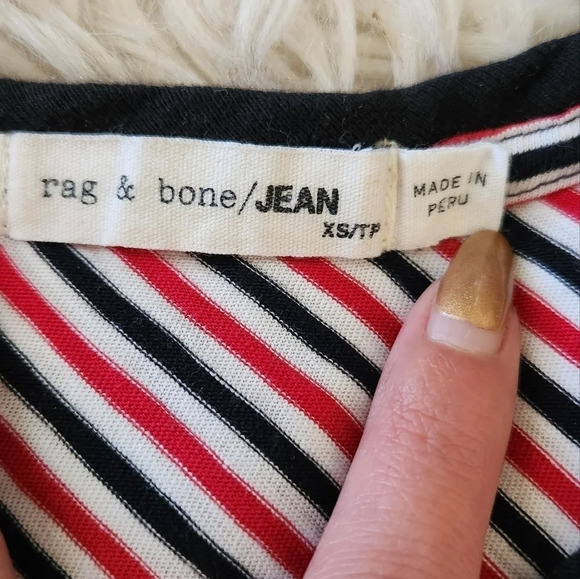 rag & bone/JEAN
XS/TP
MADE IN
PERU